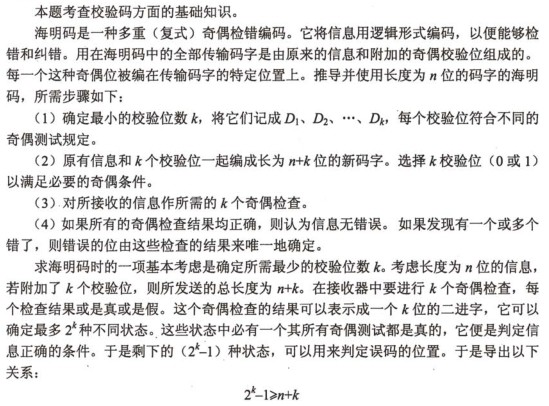 本题考查校验码方面的基础知识。
海明码是一种多重（复式）奇偶检错编码。它将信息用逻辑形式编码，以便能够检
错和纠错。用在海明码中的全部传输码字是由原来的信息和附加的奇偶校验位组成的。
每一个这种奇偶位被编在传输码字的特定位置上。推导并使用长度为 n 位的码字的海明
码，所需步骤如下：
（1）确定最小的校验位数 k，将它们记成 D₁、D₂、…、Dₖ，每个校验位符合不同的
奇偶测试规定。
（2）原有信息和 k 个校验位一起编成长为 n+k 位的新码字。选择 k 校验位（0 或 1）
以满足必要的奇偶条件。
（3）对所接收的信息作所需的 k 个奇偶检查。
（4）如果所有的奇偶检查结果均正确，则认为信息无错误。如果发现有一个或多个
错了，则错误的位由这些检查的结果来唯一地确定。
求海明码时的一项基本考虑是确定所需最少的校验位数 k。考虑长度为 n 位的信息，
若附加了 k 个校验位，则所发送的总长度为 n+k。在接收器中要进行 k 个奇偶检查，每
个检查结果或是真或是假。这个奇偶检查的结果可以表示成一个 k 位的二进字，它可以
确定最多 2ᵏ 种不同状态。这些状态中必有一个其所有奇偶测试都是真的，它便是判定信
息正确的条件。于是剩下的（2ᵏ–1）种状态，可以用来判定误码的位置。于是导出以下
关系：
2ᵏ–1≥n+k